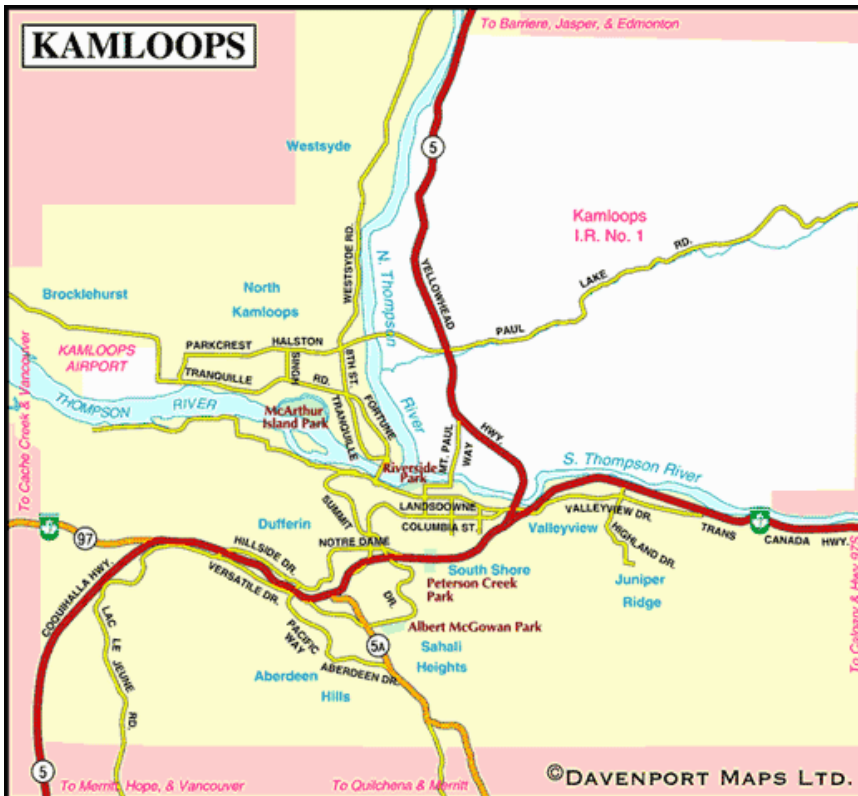 KAMLOOPS
To Barriere, Jasper, & Edmonton
Westsyde
5
Kamloops
I.R. No. 1
WESTSYDE RD.
N. Thompson
River
YELLOWHEAD
HWY.
PAUL
LAKE
RD.
Brocklehurst
North
Kamloops
KAMLOOPS
AIRPORT
PARKCREST
HALSTON
SINGH
8TH ST.
TRANQUILLE
RD.
FORTUNE
TRANQUILLE
THOMPSON
RIVER
McArthur
Island Park
To Cache Creek & Vancouver
Riverside
Park
MT. PAUL
WAY
S. Thompson River
SUMMIT
LANDSDOWNE
COLUMBIA ST.
Valleyview
VALLEYVIEW DR.
HIGHLAND DR.
TRANS
1
CANADA
HWY.
1
97
Dufferin
NOTRE DAME
HILLSIDE DR.
VERSATILE DR.
South Shore
Peterson Creek
Park
DR.
Juniper
Ridge
To Calgary & Hwy 97S
COQUIHALLA HWY.
LAC LE JEUNE RD.
PACIFIC
WAY
Albert McGowan Park
5A
Sahali
Heights
ABERDEEN DR.
Aberdeen
Hills
5
To Merritt, Hope, & Vancouver
To Quilchena & Merritt
©DAVENPORT MAPS LTD.